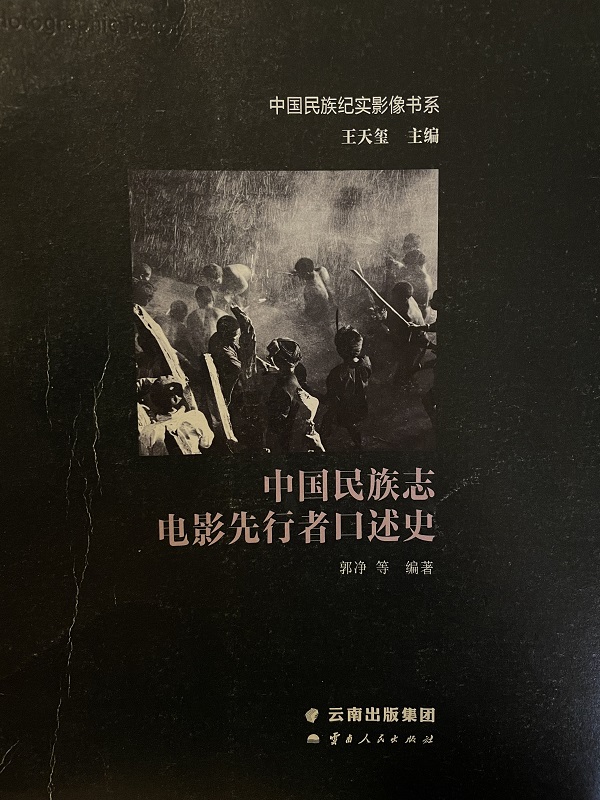 中国民族纪实影像书系
王天玺 主编
中国民族志
电影先行者口述史
郭净 等 编著
云南出版集团
云南人民出版社